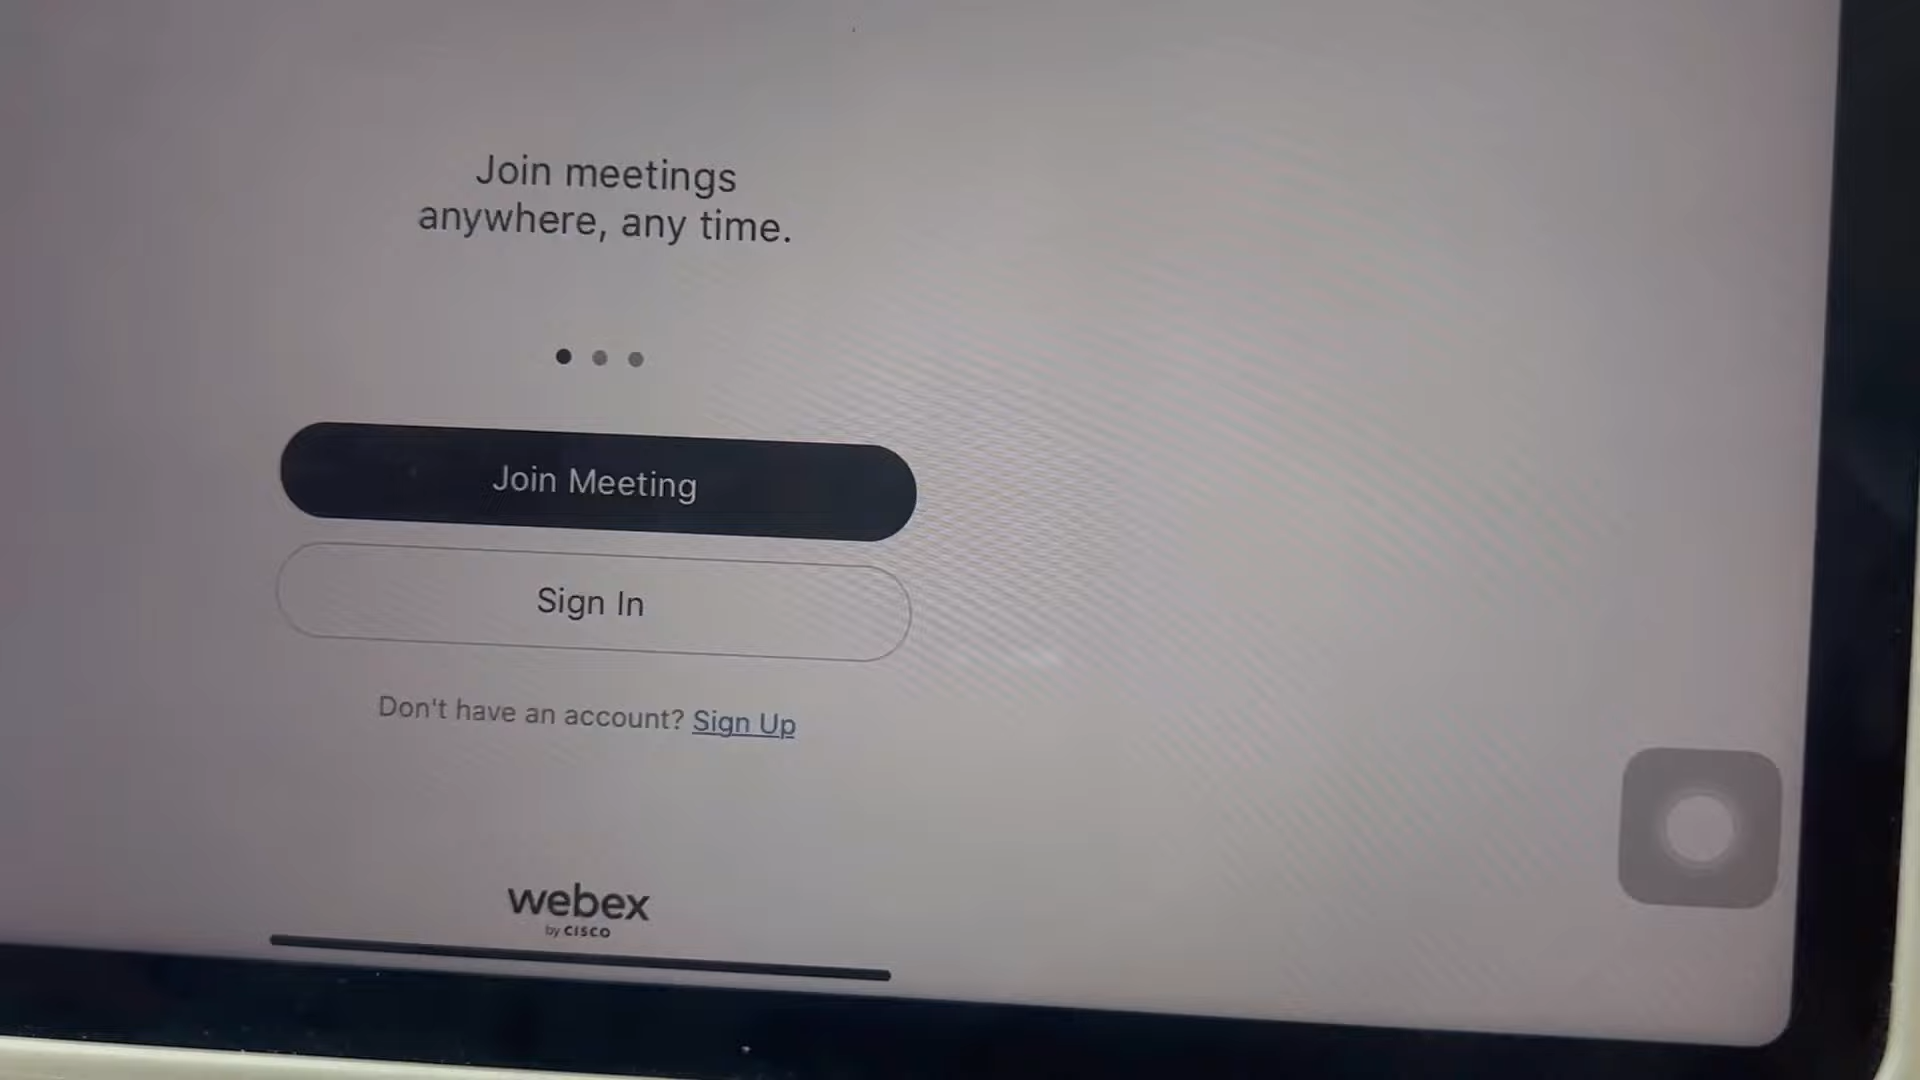 Join meetings
anywhere, any time.
Join Meeting
Sign In
Don't have an account? Sign Up
webex
by CISCO